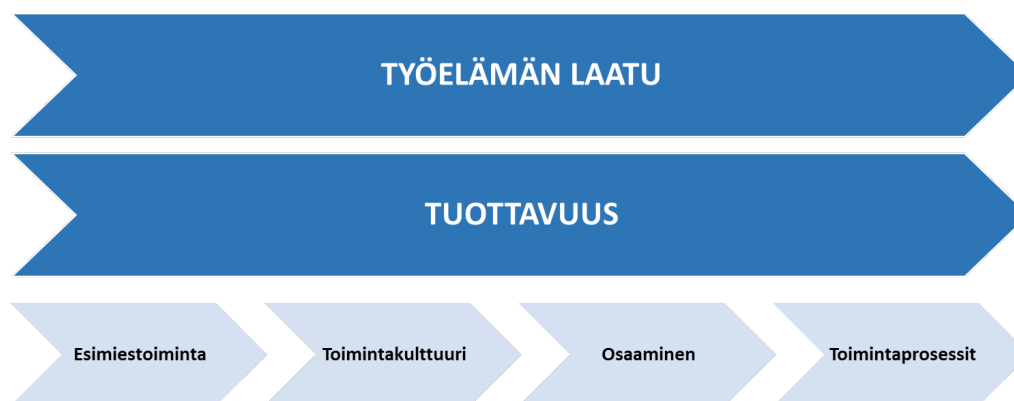 TYÖELÄMÄN LAATU
TUOTTAVUUS
Esimiestoiminta
Toimintakulttuuri
Osaaminen
Toimintaprosessit